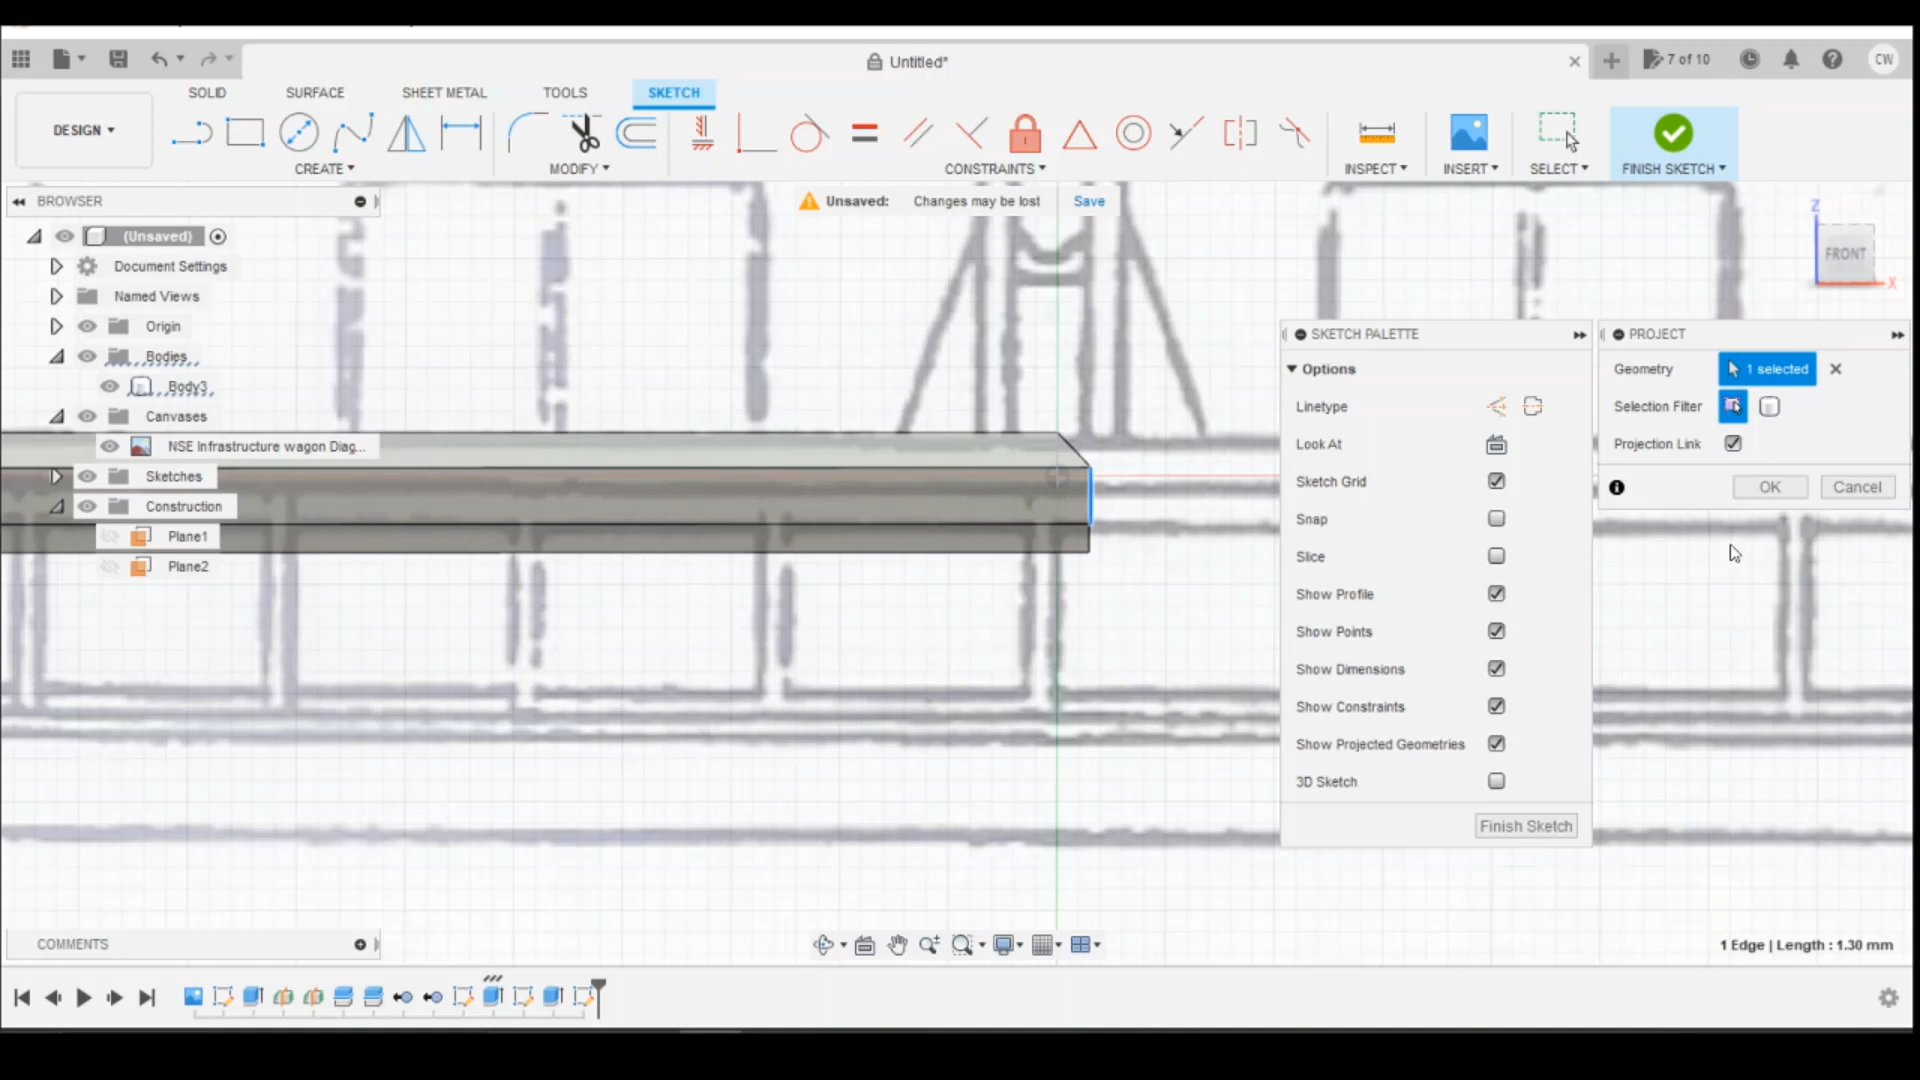 Untitled*
7 of 10
CW
DESIGN
SOLID
SURFACE
SHEET METAL
TOOLS
SKETCH
CREATE
MODIFY
CONSTRAINTS
INSPECT
INSERT
SELECT
FINISH SKETCH
BROWSER
Unsaved: Changes may be lost Save
(Unsaved)
Document Settings
Named Views
Origin
Bodies
Body3
Canvases
NSE Infrastructure wagon Diag...
Sketches
Construction
Plane1
Plane2
Z
FRONT
X
SKETCH PALETTE
Options
Linetype
Look At
Sketch Grid
Snap
Slice
Show Profile
Show Points
Show Dimensions
Show Constraints
Show Projected Geometries
3D Sketch
Finish Sketch
PROJECT
Geometry 1 selected
Selection Filter
Projection Link
OK Cancel
COMMENTS
1 Edge | Length : 1.30 mm